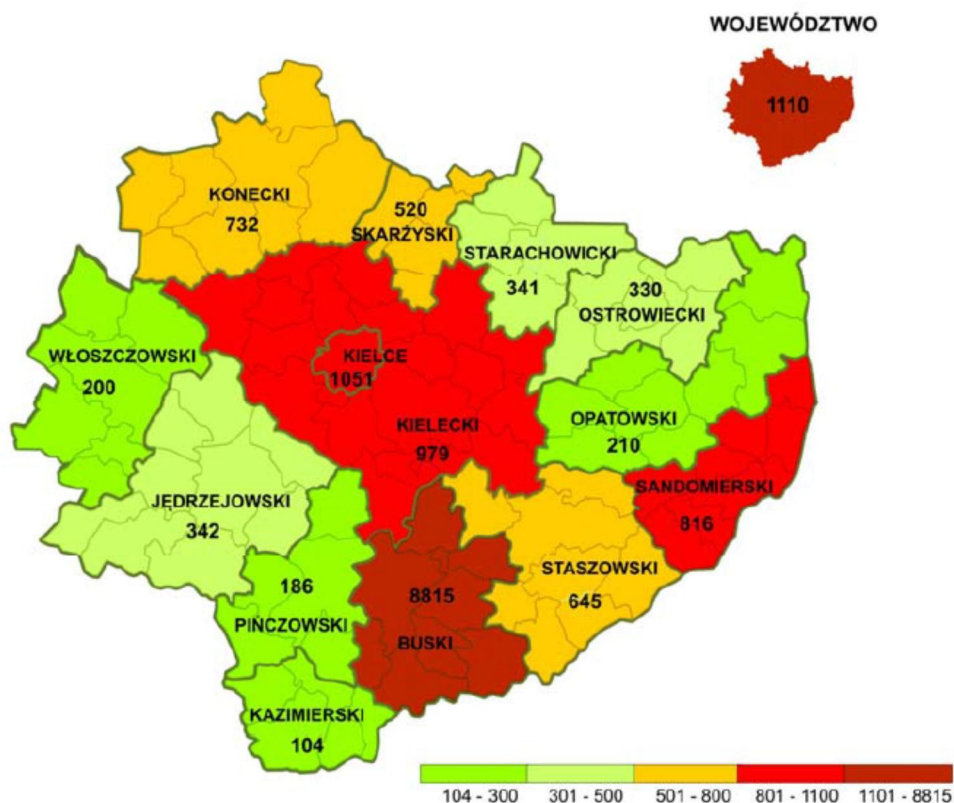 WOJEWÓDZTWO
1110
KONECKI
732
520
SKARŻYSKI
STARACHOWICKI
341
330
OSTROWIECKI
WŁOSZCZOWSKI
200
KIELCE
1051
KIELECKI
979
OPATOWSKI
210
SANDOMIERSKI
816
JĘDRZEJOWSKI
342
186
PIŃCZOWSKI
8815
BUSKI
STASZOWSKI
645
KAZIMIERSKI
104
104 - 300 301 - 500 501 - 800 801 - 1100 1101 - 8815